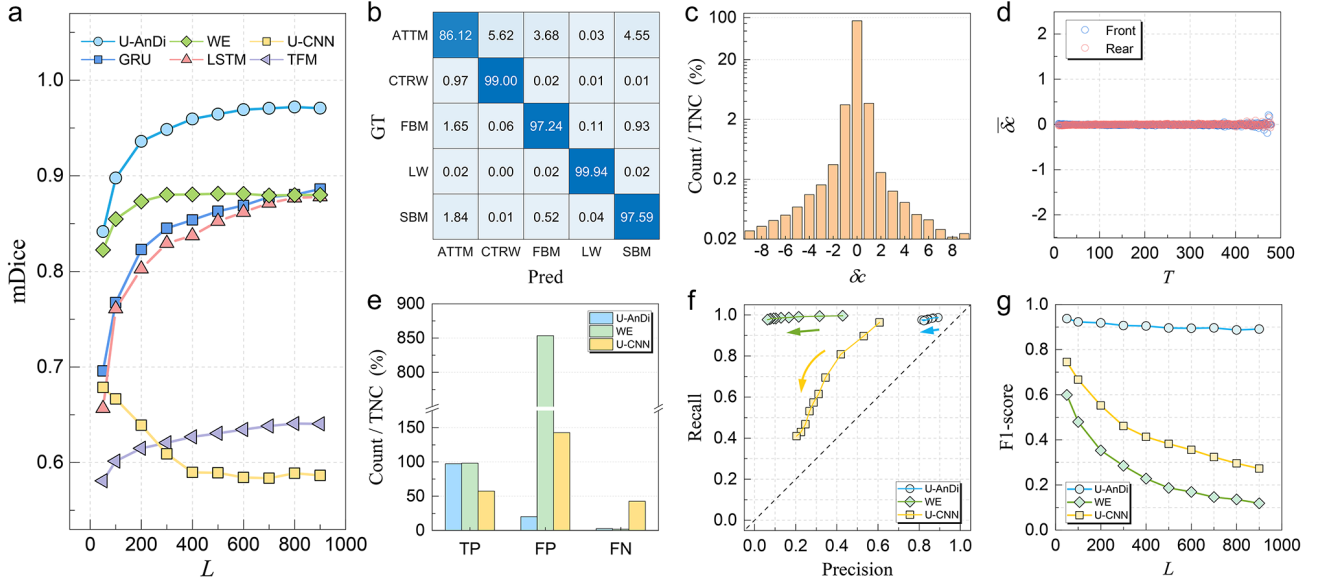 a
U-AnDi WE U-CNN
GRU LSTM TFM
1.0
0.9
0.8
0.7
0.6
mDice
0 200 400 600 800 1000
L
b
ATTM 86.12 5.62 3.68 0.03 4.55
CTRW 0.97 99.00 0.02 0.01 0.01
FBM 1.65 0.06 97.24 0.11 0.93
LW 0.02 0.00 0.02 99.94 0.02
SBM 1.84 0.01 0.52 0.04 97.59
GT
ATTM CTRW FBM LW SBM
Pred
c
100
20
2
0.2
0.02
Count / TNC (%)
-8 -6 -4 -2 0 2 4 6 8
δc
d
Front
Rear
2
1
0
-1
-2
δc
0 100 200 300 400 500
T
e
U-AnDi
WE
U-CNN
900
850
800
150
125
100
75
50
25
0
Count / TNC (%)
TP FP FN
f
1.0
0.8
0.6
0.4
0.2
0.0
Recall
U-AnDi
WE
U-CNN
0.0 0.2 0.4 0.6 0.8 1.0
Precision
g
1.0
0.8
0.6
0.4
0.2
0.0
F1-score
U-AnDi
WE
U-CNN
0 200 400 600 800 1000
L